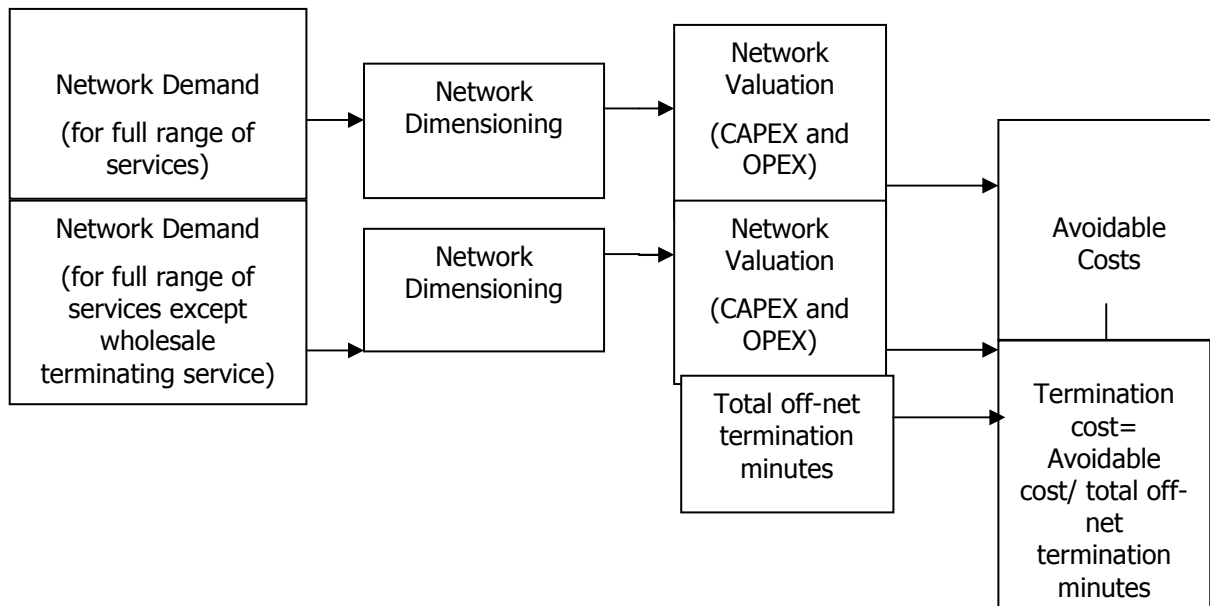 Network Demand
(for full range of
services)
Network
Dimensioning
Network
Valuation
(CAPEX and
OPEX)
Network Demand
(for full range of
services except
wholesale
terminating service)
Network
Dimensioning
Network
Valuation
(CAPEX and
OPEX)
Avoidable
Costs
Total off-net
termination
minutes
Termination
cost=
Avoidable
cost/ total off-
net
termination
minutes